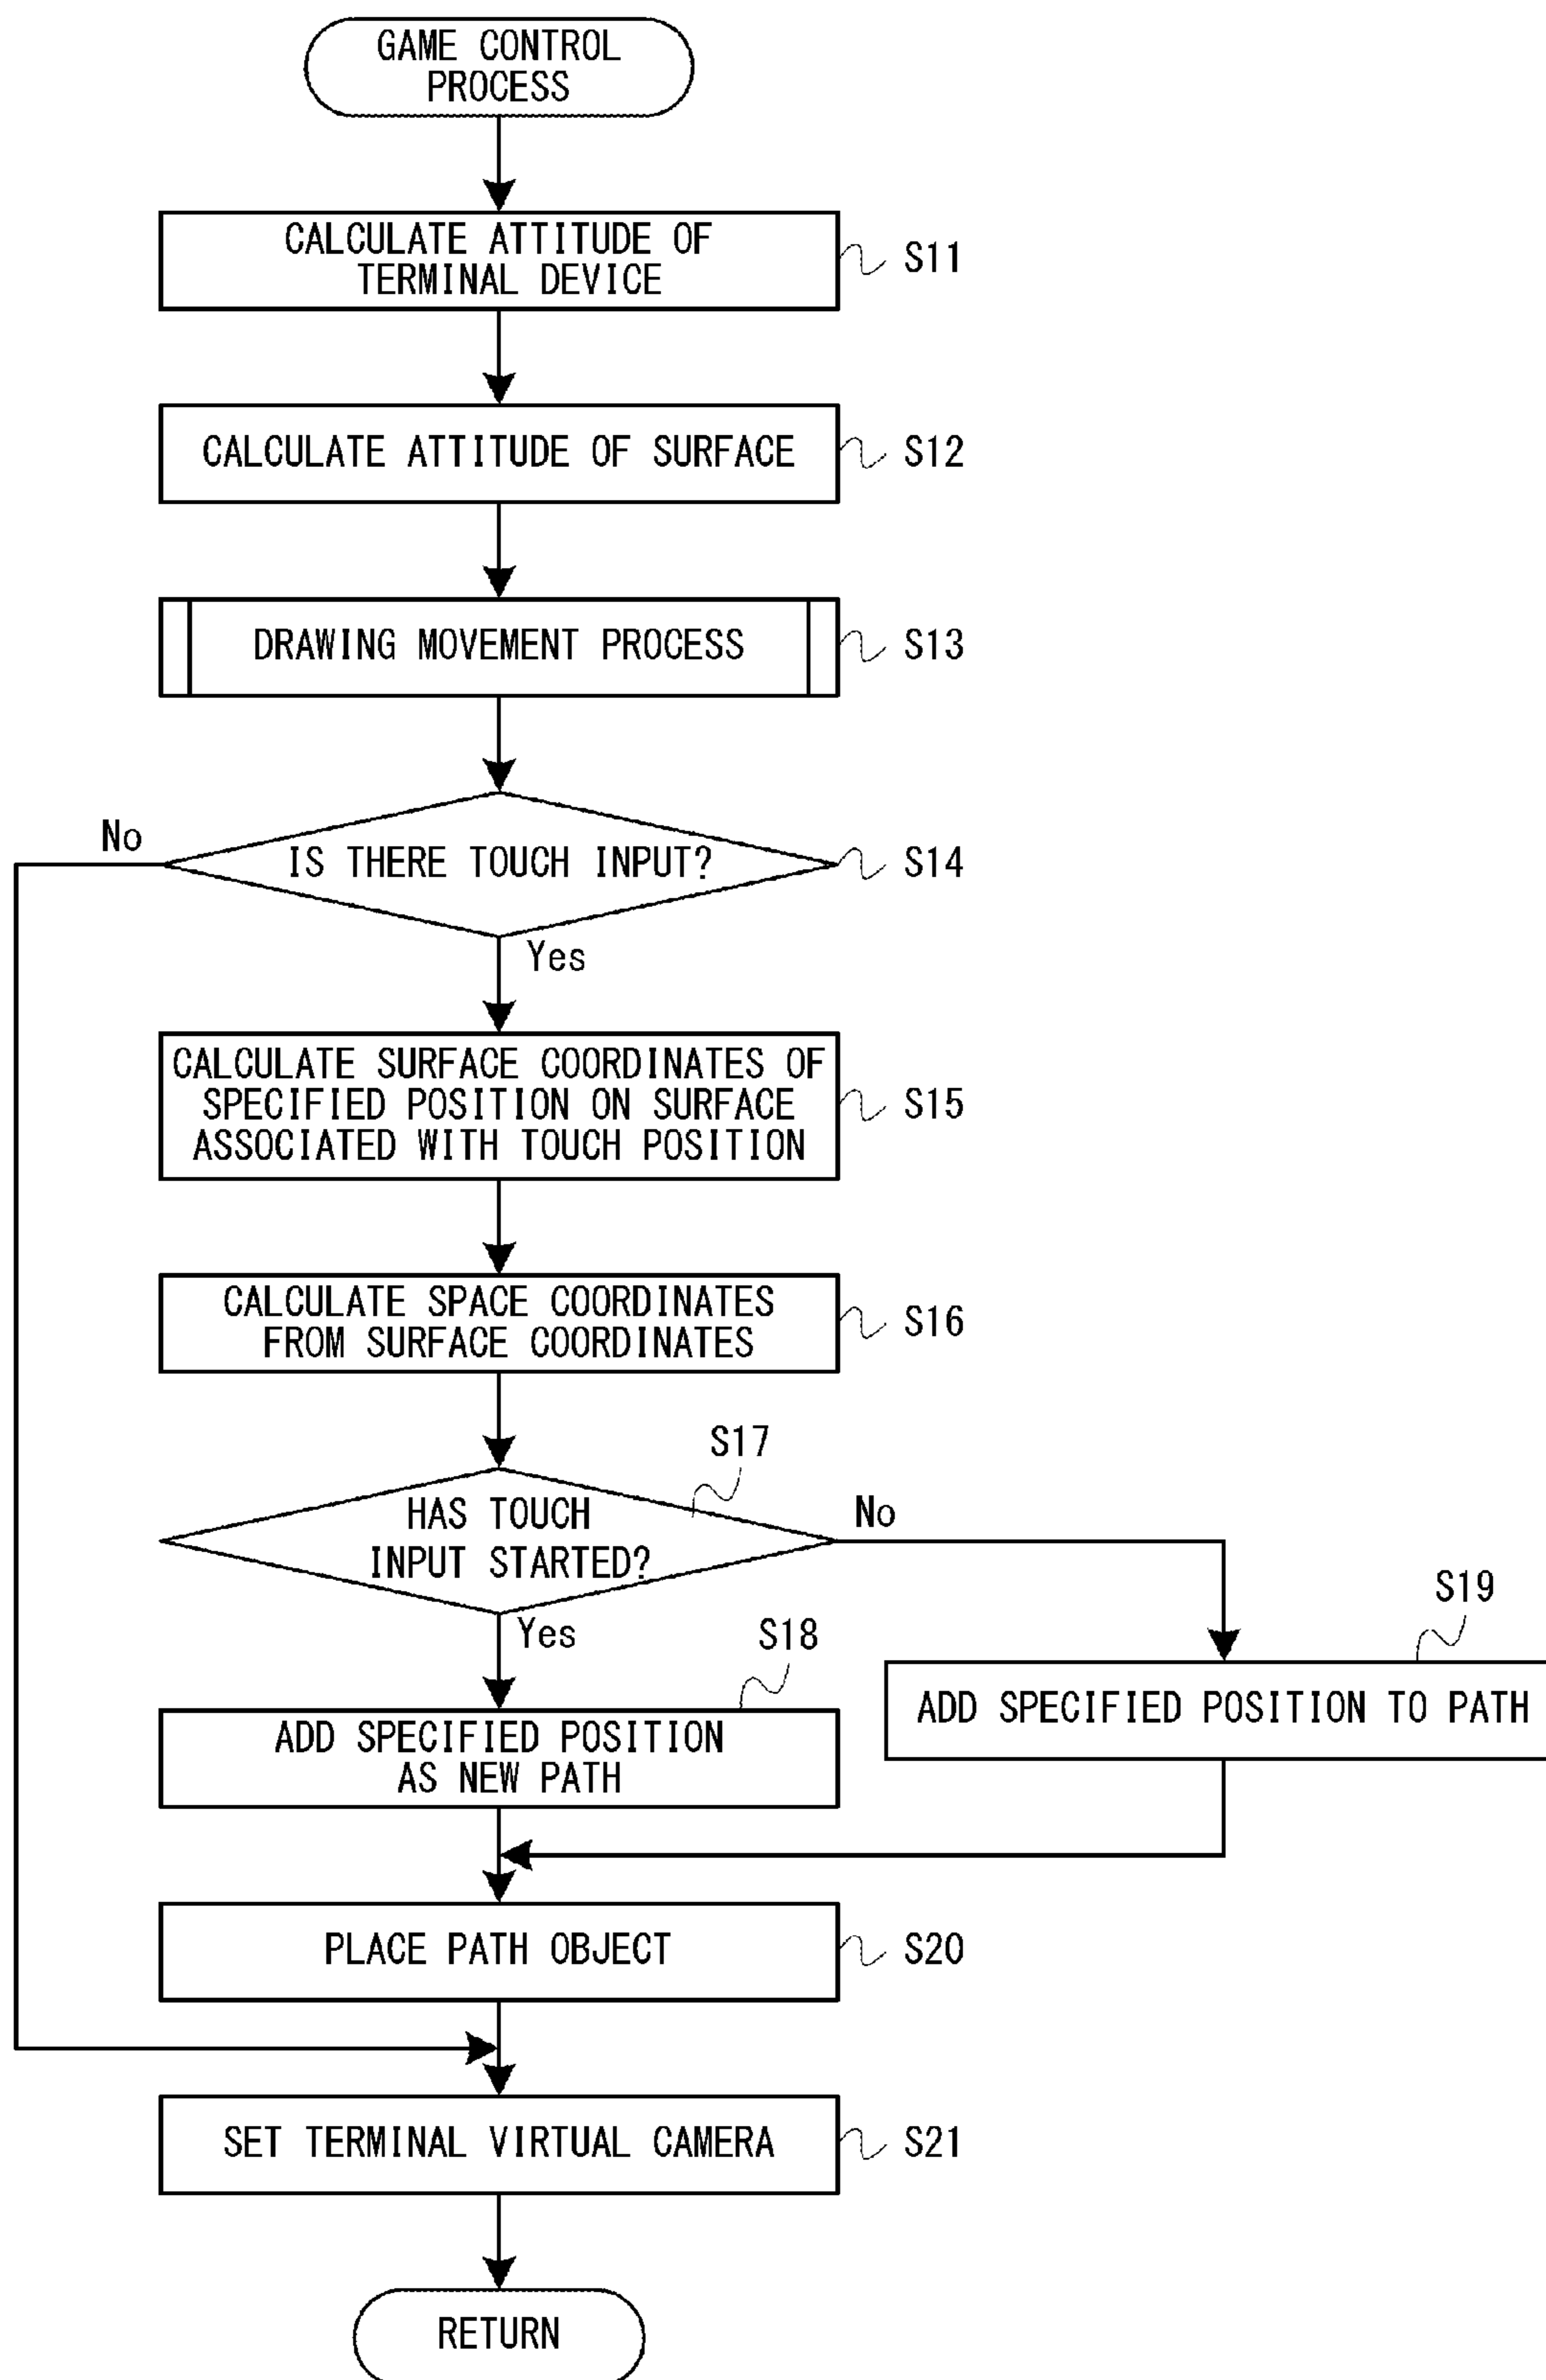 GAME CONTROL
PROCESS
CALCULATE ATTITUDE OF
TERMINAL DEVICE
S11
CALCULATE ATTITUDE OF SURFACE
S12
DRAWING MOVEMENT PROCESS
S13
No
IS THERE TOUCH INPUT?
S14
Yes
CALCULATE SURFACE COORDINATES OF
SPECIFIED POSITION ON SURFACE
ASSOCIATED WITH TOUCH POSITION
S15
CALCULATE SPACE COORDINATES
FROM SURFACE COORDINATES
S16
S17
HAS TOUCH
INPUT STARTED?
No
Yes
S18
S19
ADD SPECIFIED POSITION
AS NEW PATH
ADD SPECIFIED POSITION TO PATH
PLACE PATH OBJECT
S20
SET TERMINAL VIRTUAL CAMERA
S21
RETURN